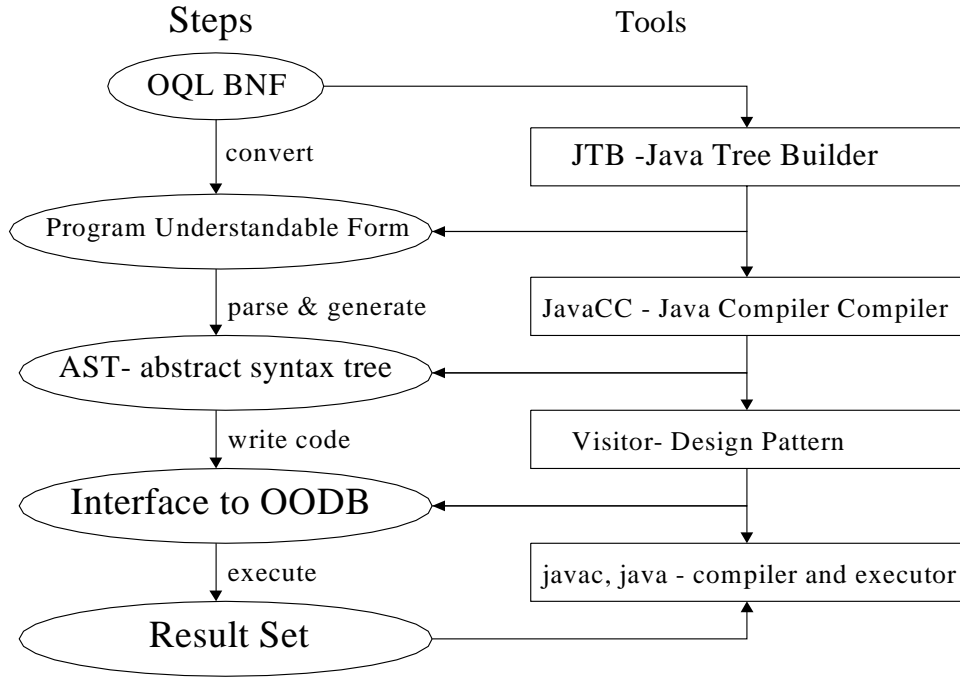 Steps
Tools
OQL BNF
JTB -Java Tree Builder
convert
Program Understandable Form
parse & generate
JavaCC - Java Compiler Compiler
AST- abstract syntax tree
write code
Visitor- Design Pattern
Interface to OODB
execute
javac, java - compiler and executor
Result Set